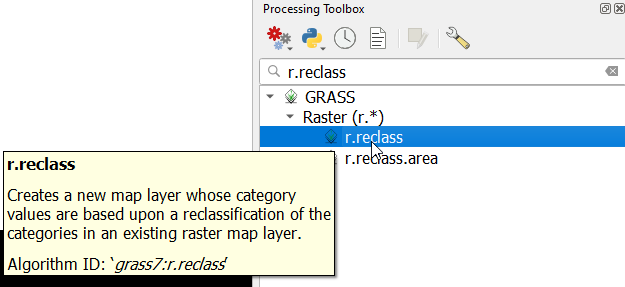 Processing Toolbox
r.reclass
GRASS
Raster (r.*)
r.reclass
r.reclass.area
r.reclass
Creates a new map layer whose category
values are based upon a reclassification of the
categories in an existing raster map layer.
Algorithm ID: ‘grass7:r.reclass’